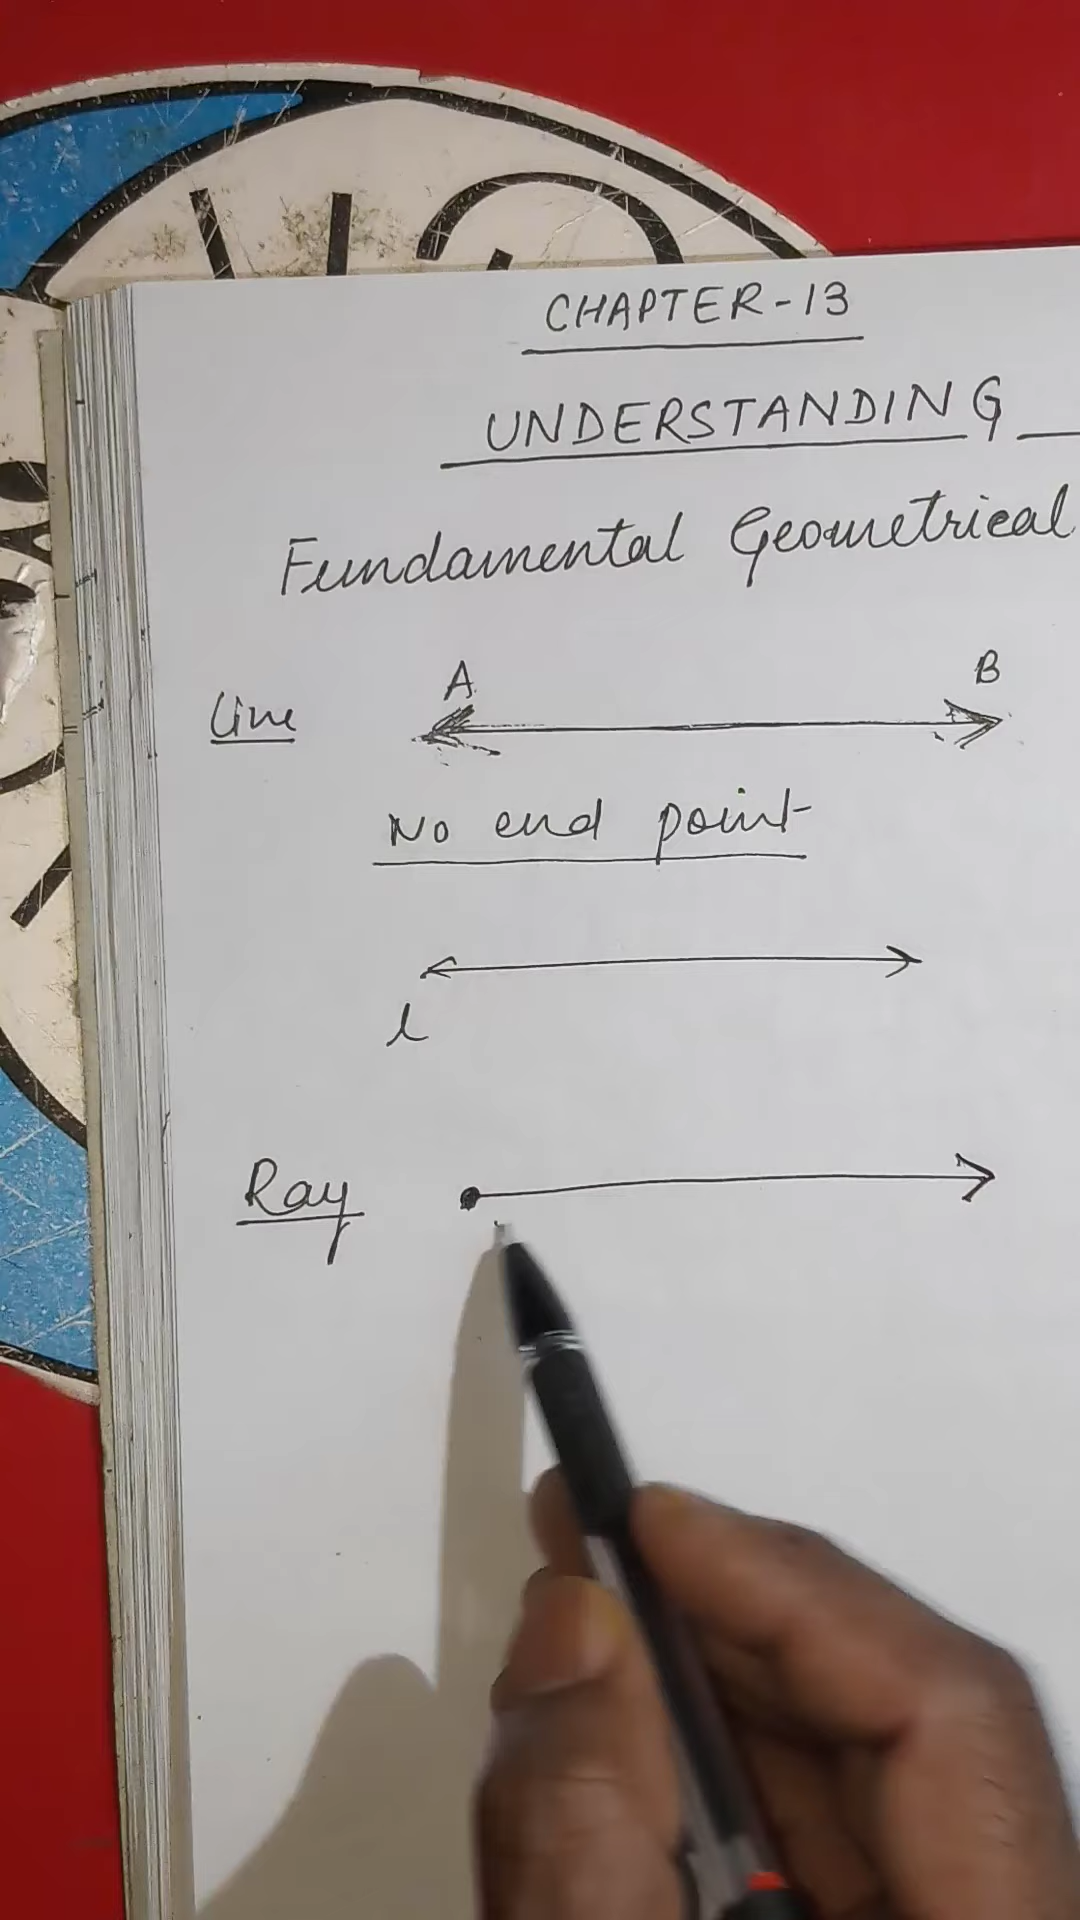 CHAPTER-13
UNDERSTANDING
Fundamental Geometrical
A B
Line
No end point
l
Ray